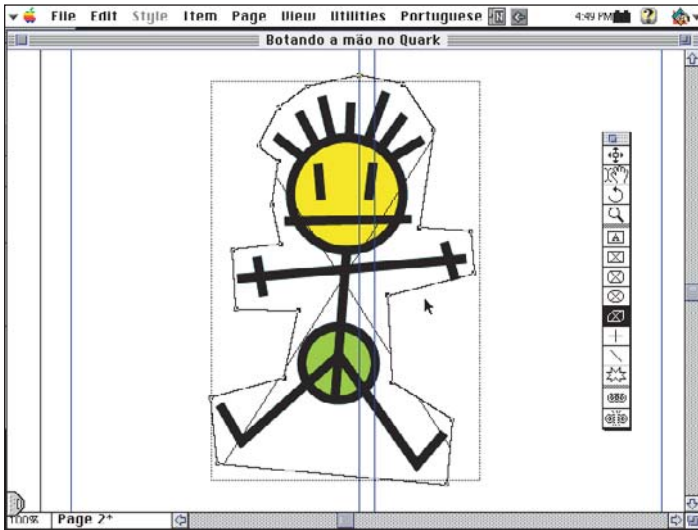 File Edit Style Item Page View Utilities Portuguese 4:49 PM
Botando a mão no Quark
100% Page 2*